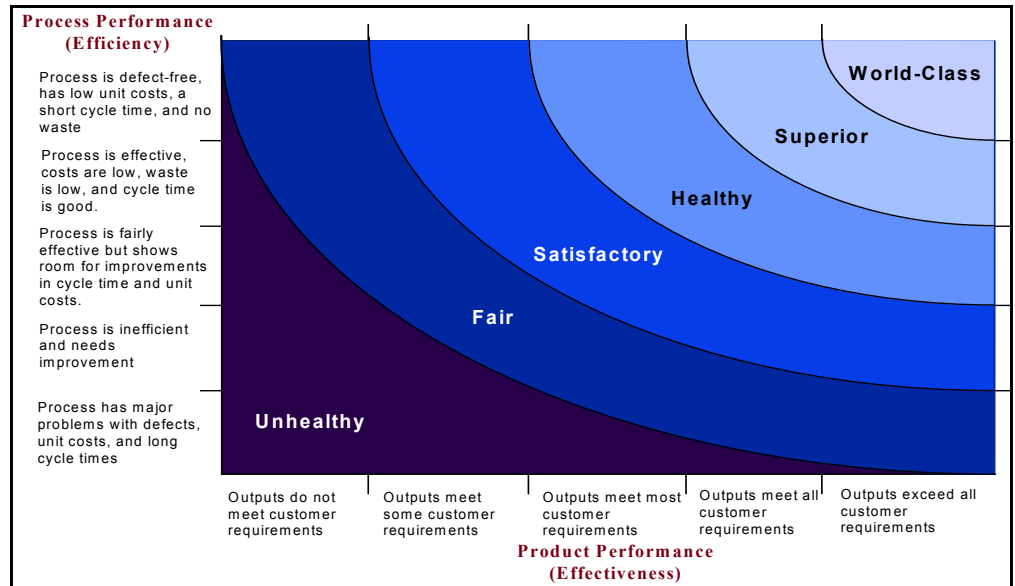 Process Performance
(Efficiency)
Process is defect-free,
has low unit costs, a
short cycle time, and no
waste
Process is effective,
costs are low, waste
is low, and cycle time
is good.
Process is fairly
effective but shows
room for improvements
in cycle time and unit
costs.
Process is inefficient
and needs
improvement
Process has major
problems with defects,
unit costs, and long
cycle times
World-Class
Superior
Healthy
Satisfactory
Fair
Unhealthy
Outputs do not
meet customer
requirements
Outputs meet
some customer
requirements
Outputs meet most
customer
requirements
Outputs meet all
customer
requirements
Outputs exceed all
customer
requirements
Product Performance
(Effectiveness)